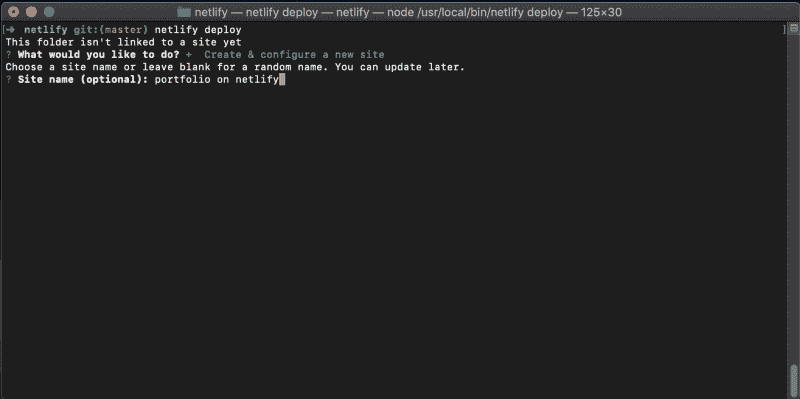 netlify — netlify deploy — netlify — node /usr/local/bin/netlify deploy — 125×30
[➜  netlify git:(master) netlify deploy ]
This folder isn't linked to a site yet
? What would you like to do? +  Create & configure a new site
Choose a site name or leave blank for a random name. You can update later.
? Site name (optional): portfolio on netlify